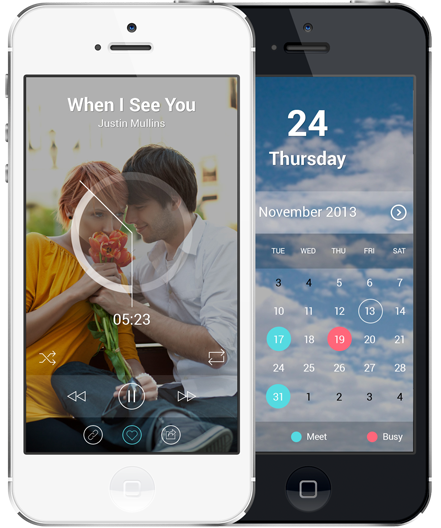 When I See You
Justin Mullins
05:23
24
Thursday
November 2013
TUE WED THU FRI SAT
3 4 5 6 7
10 11 12 13 14
17 18 19 20 21
24 25 26 27 28
31 1 2 3 4
Meet Busy